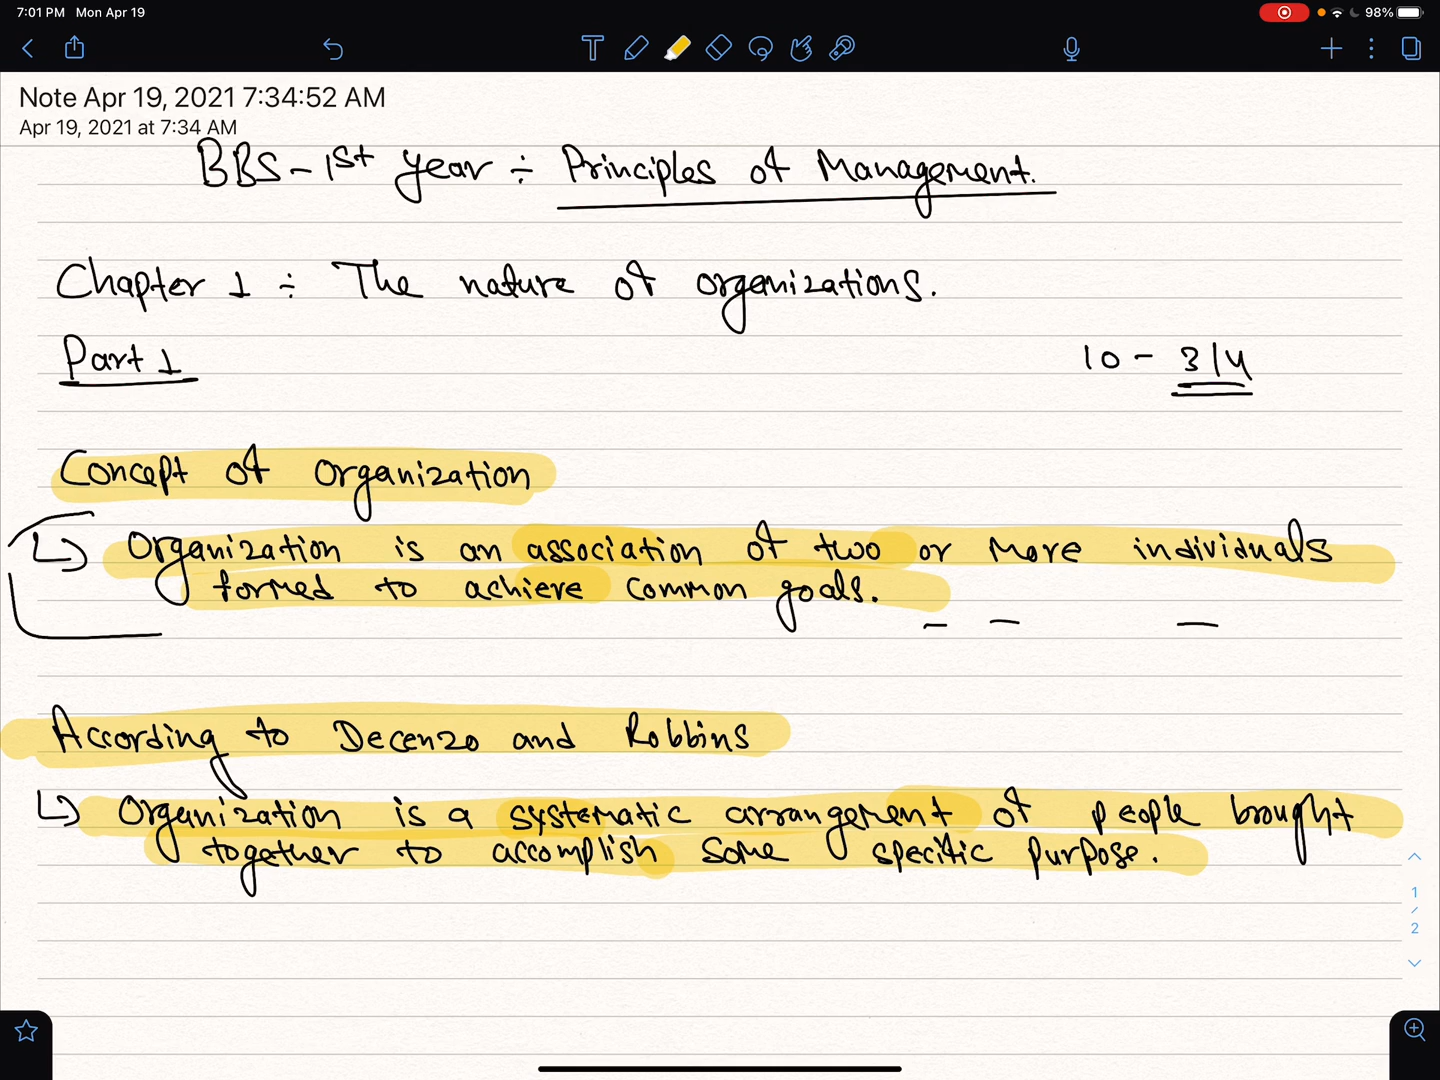 7:01 PM Mon Apr 19
98%
Note Apr 19, 2021 7:34:52 AM
Apr 19, 2021 at 7:34 AM
BBS - 1st year ÷ Principles of Management.
Chapter 1 ÷ The nature of organizations.
Part 1
10 - 3/4
Concept of organization
↳ Organization is an association of two or more individuals
formed to achieve common goals.
According to Decenzo and Robbins
↳ Organization is a systematic arrangement of people brought
together to accomplish some specific purpose.
1
/
2